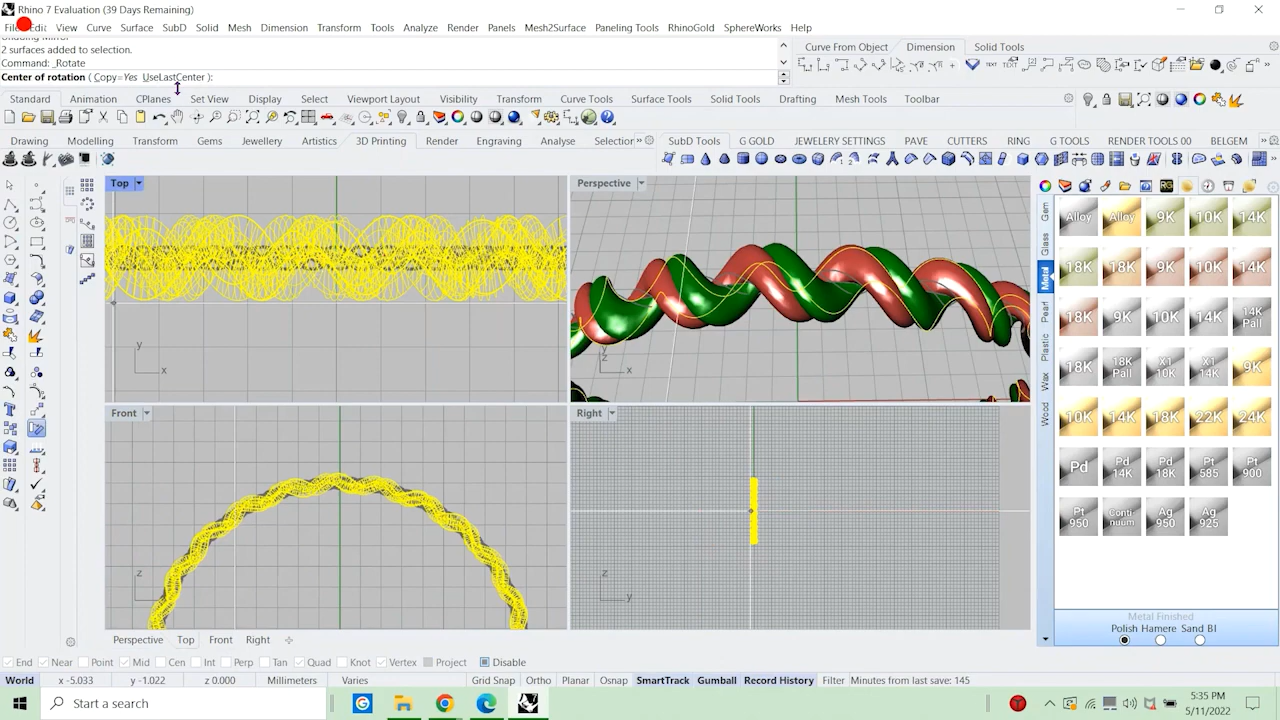 Rhino 7 Evaluation (39 Days Remaining)
File Edit View Curve Surface SubD Solid Mesh Dimension Transform Tools Analyze Render Panels Mesh2Surface Paneling Tools RhinoGold SphereWorks Help
2 surfaces added to selection.
Command: _Rotate
Center of rotation ( Copy=Yes UseLastCenter ):
Curve From Object Dimension Solid Tools
Standard Animation CPlanes Set View Display Select Viewport Layout Visibility Transform Curve Tools Surface Tools Solid Tools Drafting Mesh Tools Toolbar
Drawing Modelling Transform Gems Jewellery Artistics 3D Printing Render Engraving Analyse Selection SubD Tools G GOLD JEWELERY SETTINGS PAVE CUTTERS RING G TOOLS RENDER TOOLS 00 BELGEM
Top
Perspective
y
x
y
z
x
Front
Right
z
z
y
Gem
Glass
Metal
Pearl
Plastic
Wax
Wood
Alloy Alloy 9K 10K 14K
18K 18K 9K 10K 14K
18K 9K 10K 14K 14K Pall
18K 18K Pall X1 10K X1 14K 9K
10K 14K 18K 22K 24K
Pd Pd 14K Pd 18K Pt 585 Pt 900
Pt 950 Conti nuum Ag 950 Ag 925
Metal Finished
Polish Hamere Sand Bl
Perspective Top Front Right
End Near Point Mid Cen Int Perp Tan Quad Knot Vertex Project Disable
World x -5.033 y -1.022 z 0.000 Millimeters Varies Grid Snap Ortho Planar Osnap SmartTrack Gumball Record History Filter Minutes from last save: 145
Start a search
5:35 PM
5/11/2022